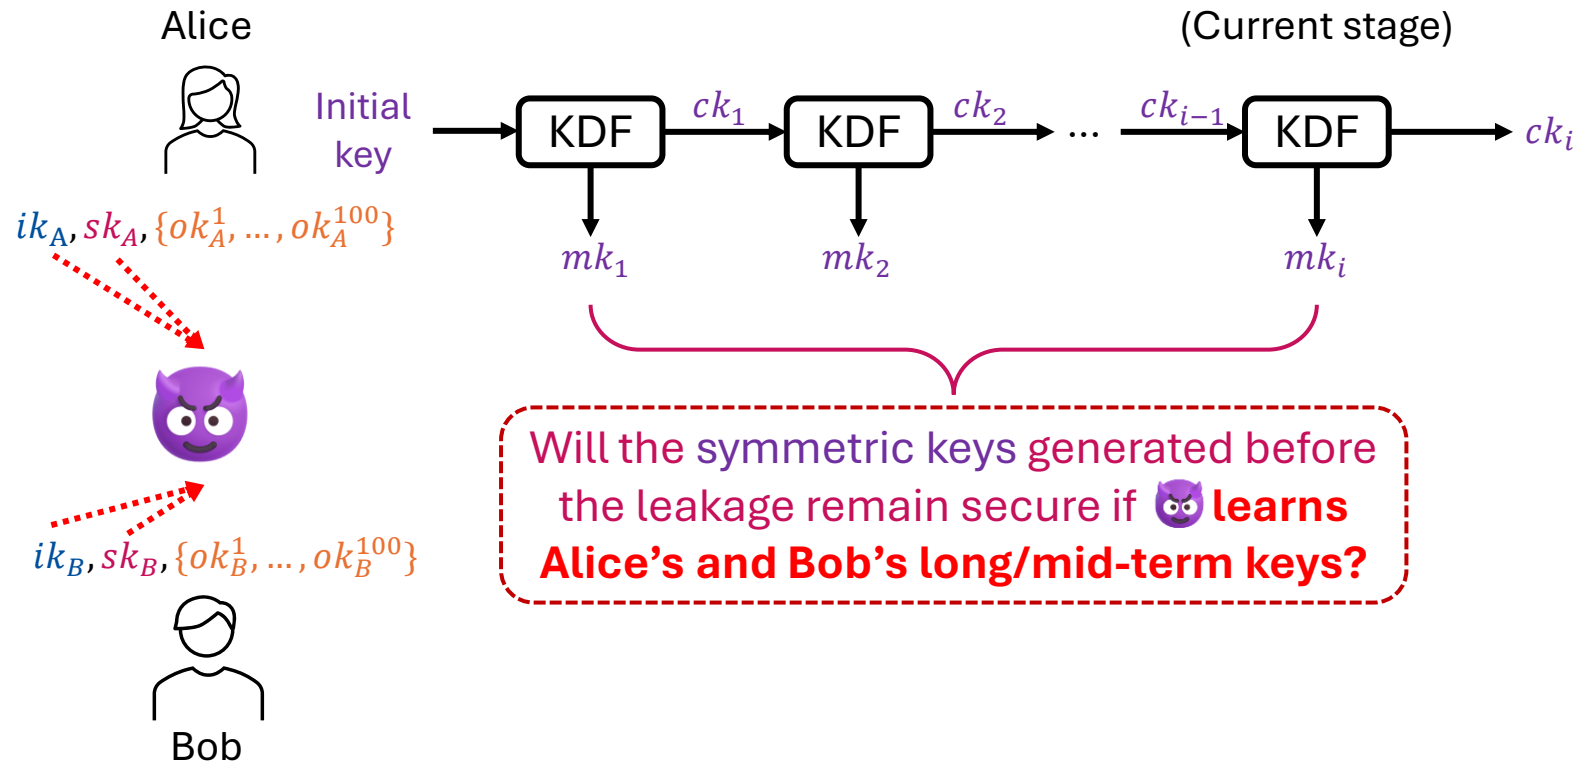 Alice
(Current stage)
Initial
key
KDF
ck₁
KDF
ck₂
...
ckᵢ₋₁
KDF
ckᵢ
mk₁
mk₂
mkᵢ
ik_A, sk_A, {ok_A^1, ..., ok_A^100}
Will the symmetric keys generated before
the leakage remain secure if 😈 learns
Alice’s and Bob’s long/mid-term keys?
ik_B, sk_B, {ok_B^1, ..., ok_B^100}
Bob